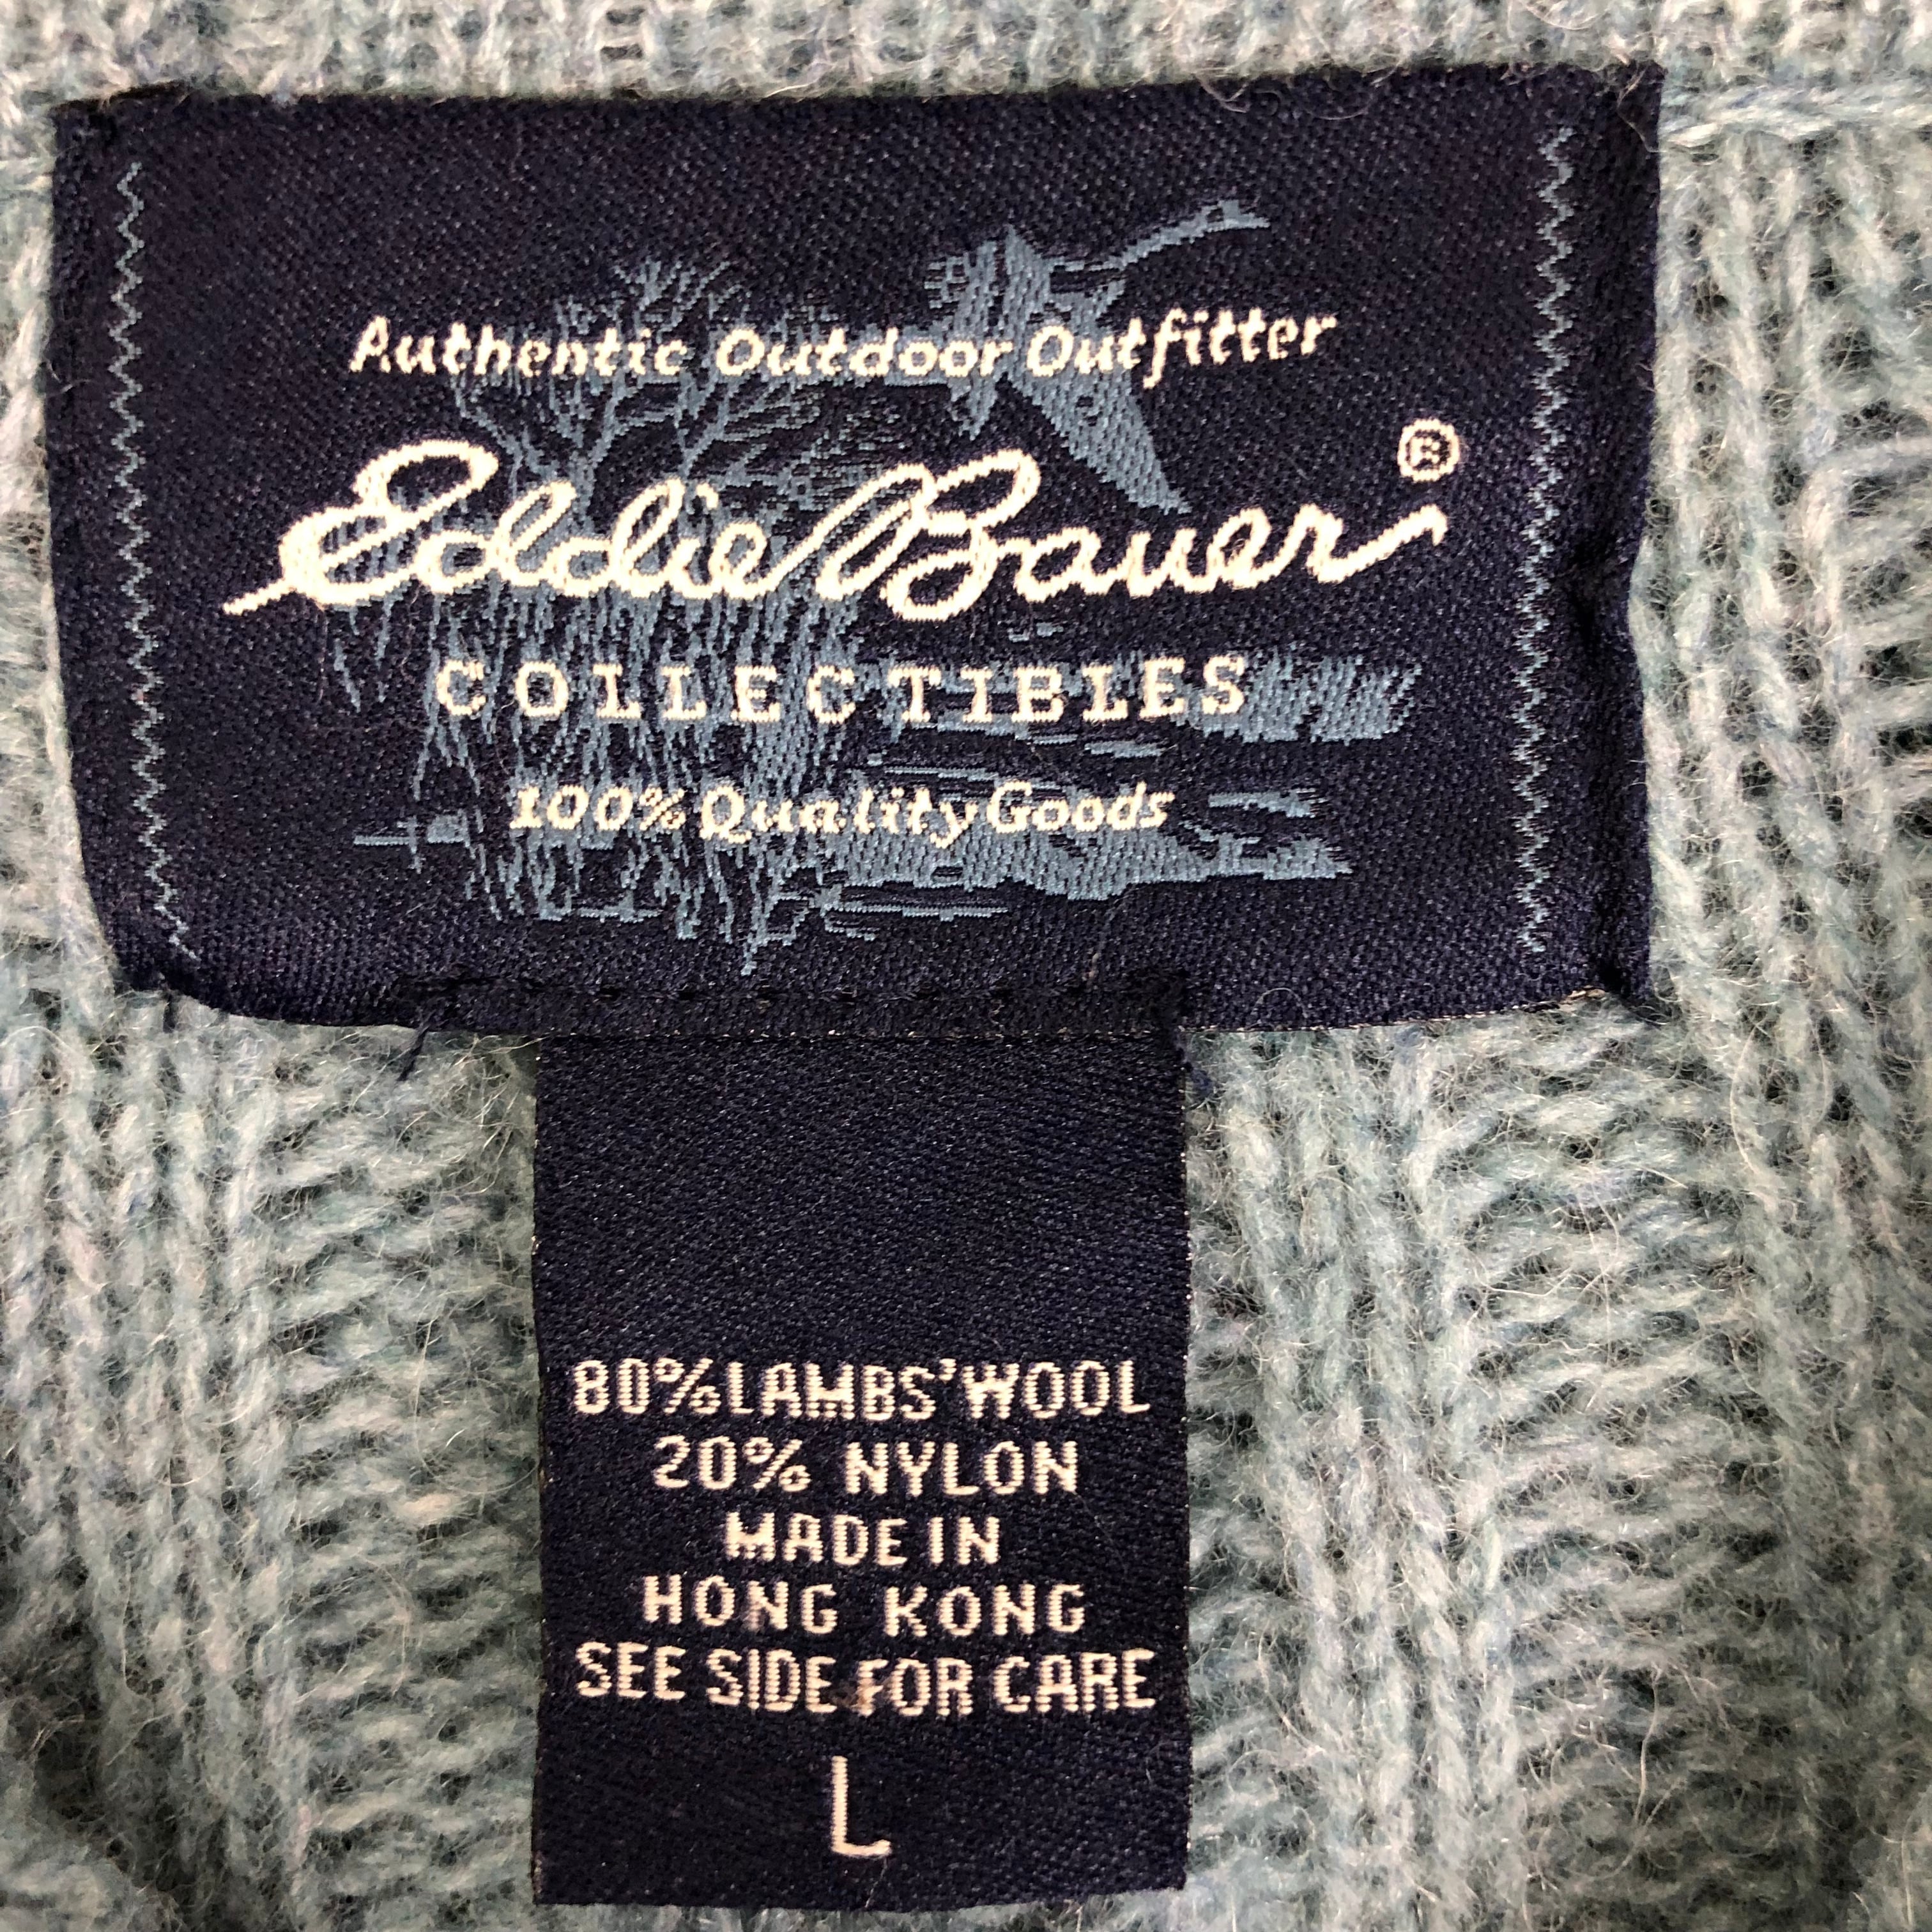 Authentic Outdoor Outfitter
Eddie Bauer®
COLLECTIBLES
100% Quality Goods
80% LAMBS' WOOL
20% NYLON
MADE IN
HONG KONG
SEE SIDE FOR CARE
L